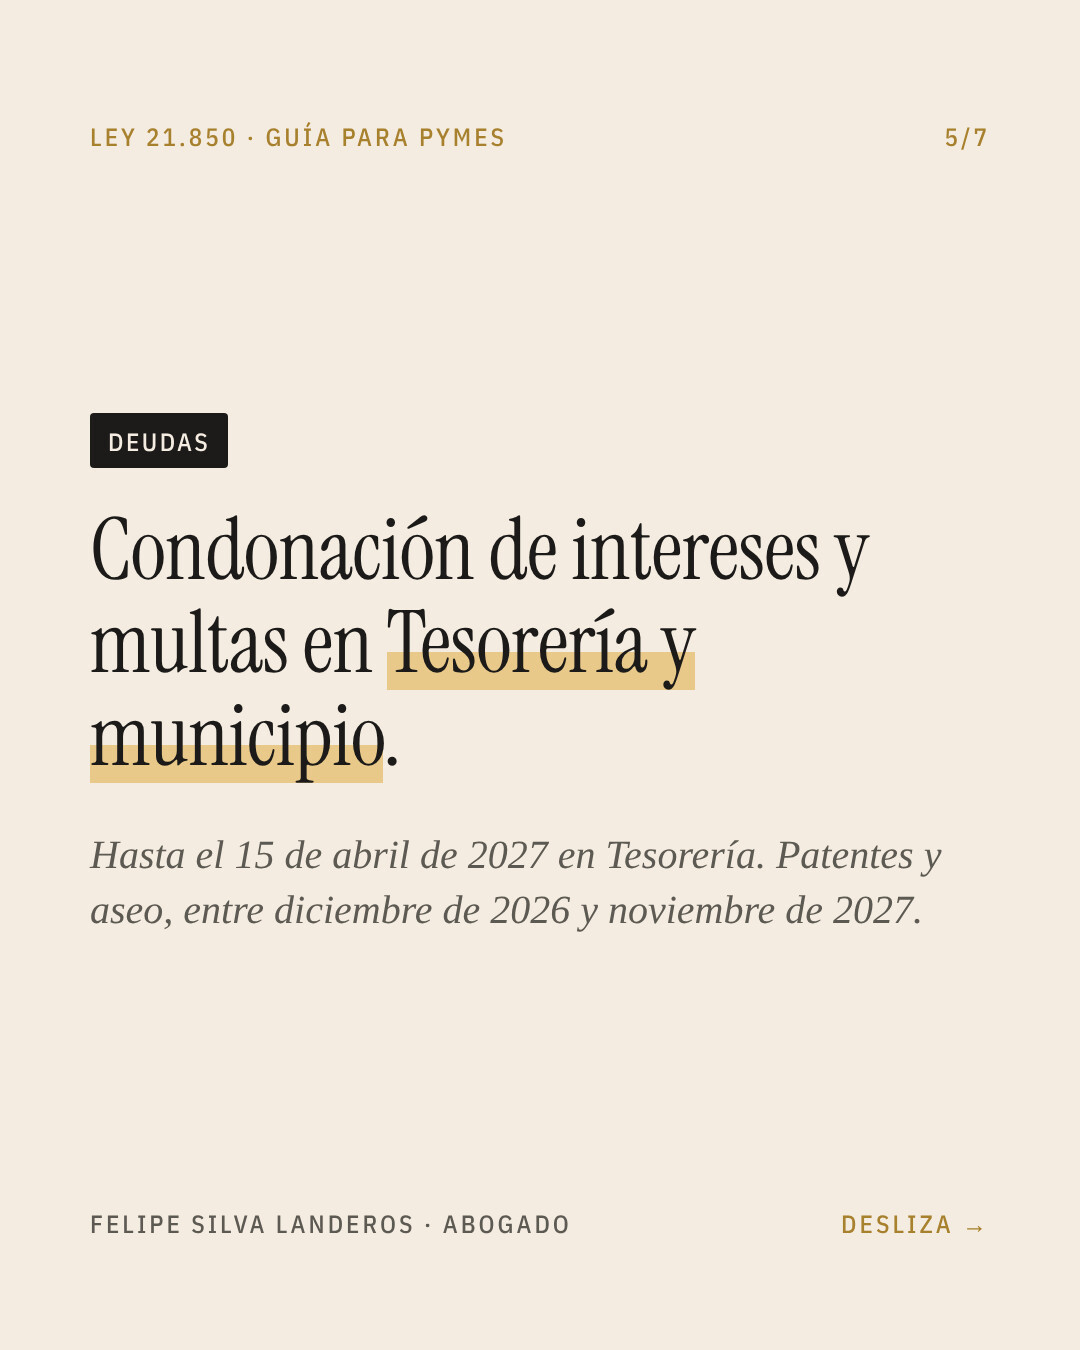 LEY 21.850 · GUÍA PARA PYMES
5/7
DEUDAS
Condonación de intereses y
multas en Tesorería y
municipio.
Hasta el 15 de abril de 2027 en Tesorería. Patentes y
aseo, entre diciembre de 2026 y noviembre de 2027.
FELIPE SILVA LANDEROS · ABOGADO
DESLIZA →